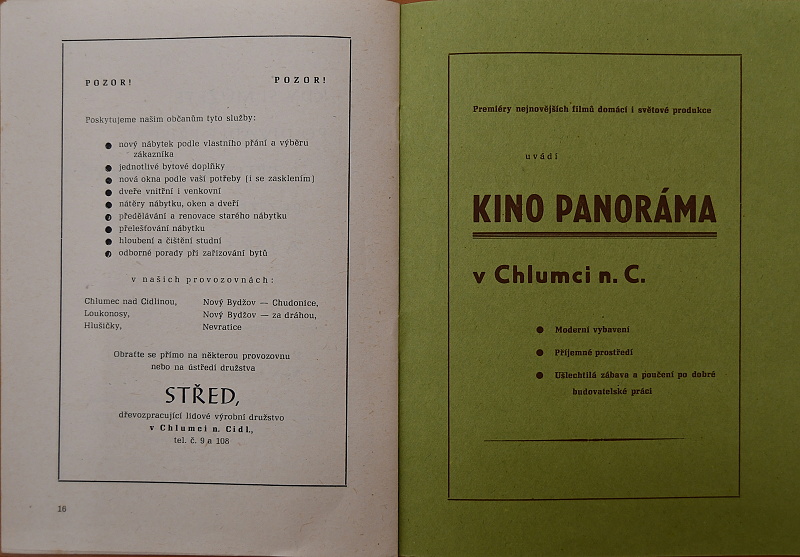 POZOR! POZOR!
Poskytujeme našim občanům tyto služby:
● nový nábytek podle vlastního přání a výběru
zákazníka
● jednotlivé bytové doplňky
● nová okna podle vaší potřeby (i se zasklením)
● dveře vnitřní i venkovní
● nátěry nábytku, oken a dveří
● předělávání a renovace starého nábytku
● přelešťování nábytku
● hloubení a čištění studní
● odborné porady při zařizování bytů
v našich provozovnách:
Chlumec nad Cidlinou, Nový Bydžov — Chudonice,
Loukonosy, Nový Bydžov — za dráhou,
Hlušičky, Nevratice
Obraťte se přímo na některou provozovnu
nebo na ústředí družstva
STŘED,
dřevozpracující lidové výrobní družstvo
v Chlumci n. Cidl.,
tel. č. 9 a 108
16
Premiéry nejnovějších filmů domácí i světové produkce
uvádí
KINO PANORÁMA
v Chlumci n. C.
● Moderní vybavení
● Příjemné prostředí
● Ušlechtilá zábava a poučení po dobré
budovatelské práci